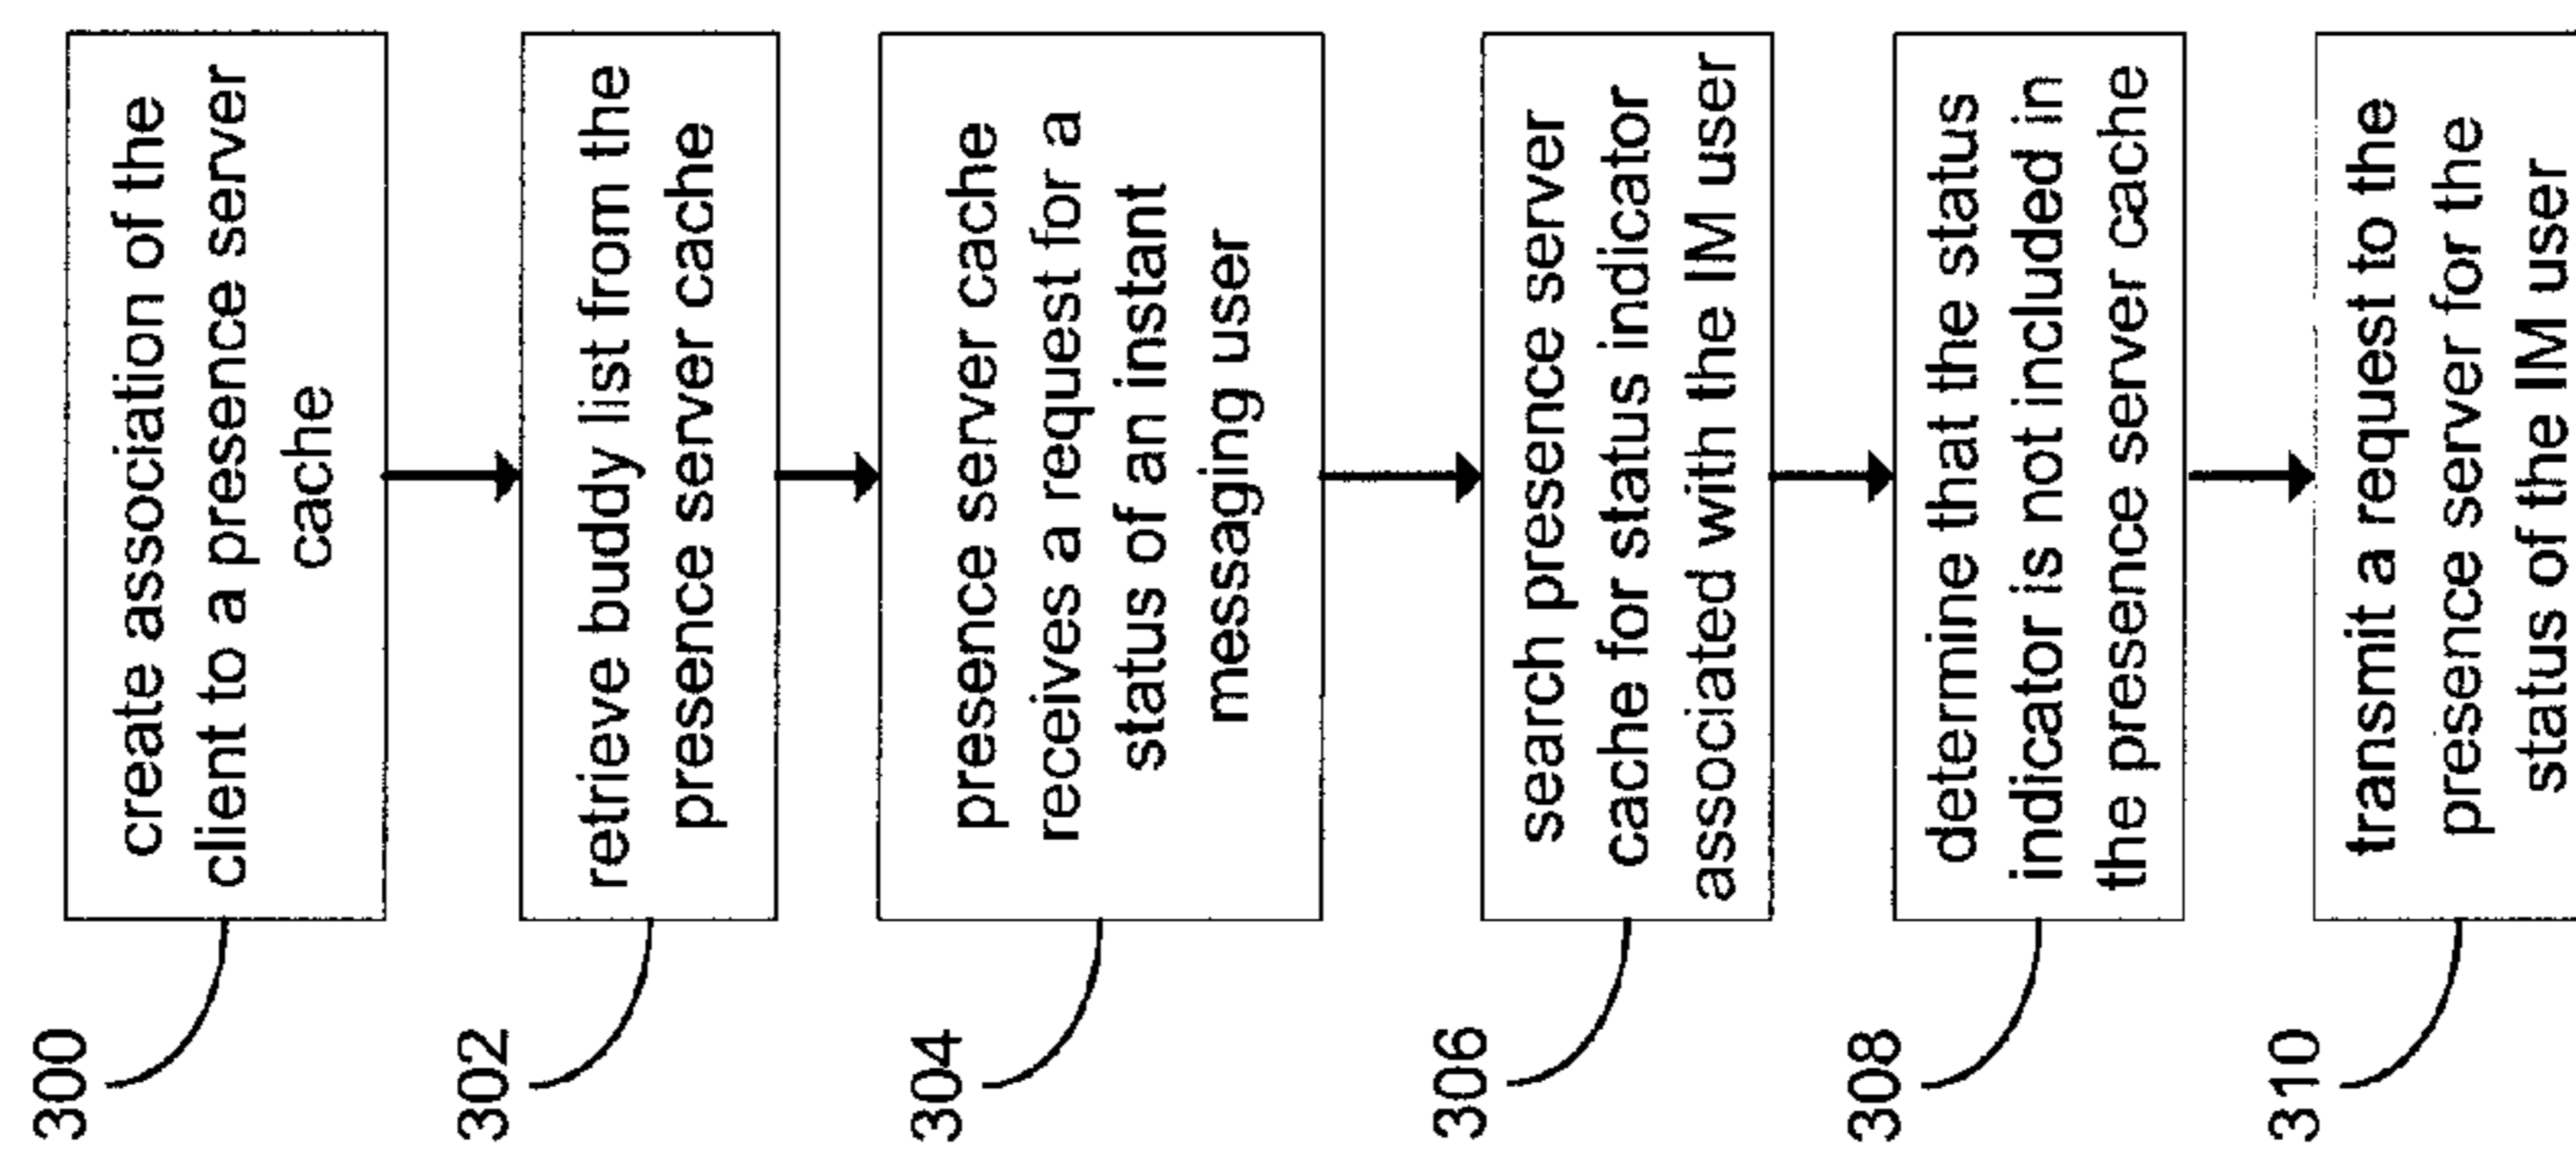 300
create association of the
client to a presence server
cache
302
retrieve buddy list from the
presence server cache
304
presence server cache
receives a request for a
status of an instant
messaging user
306
search presence server
cache for status indicator
associated with the IM user
308
determine that the status
indicator is not included in
the presence server cache
310
transmit a request to the
presence server for the
status of the IM user